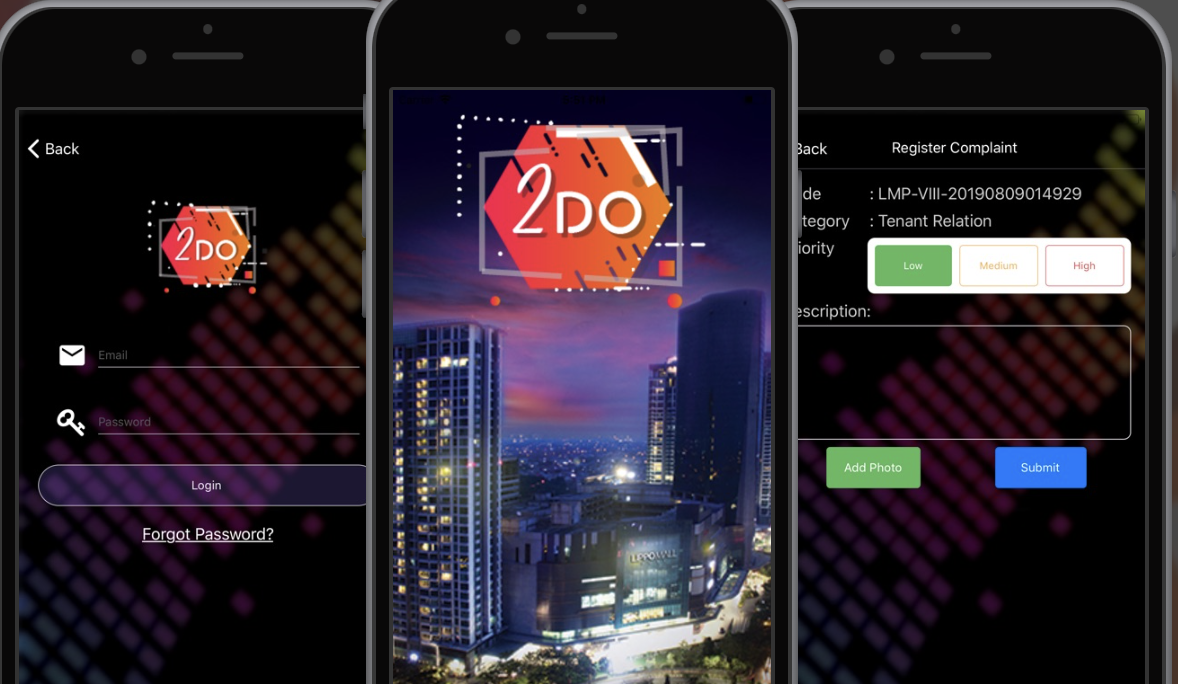 Back
2DO
Email
Password
Login
Forgot Password?
2DO
LIPPO MALL
Back
Register Complaint
de : LMP-VIII-20190809014929
tegory : Tenant Relation
iority
Low
Medium
High
escription:
Add Photo
Submit